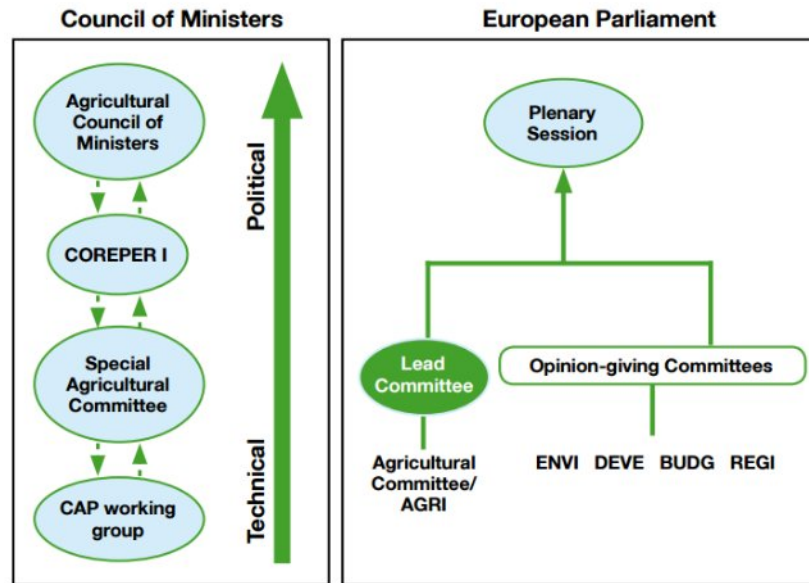 Council of Ministers
Agricultural
Council of
Ministers
COREPER I
Special
Agricultural
Committee
CAP working
group
Political
Technical
European Parliament
Plenary
Session
Lead
Committee
Opinion-giving Committees
Agricultural
Committee/
AGRI
ENVI DEVE BUDG REGI